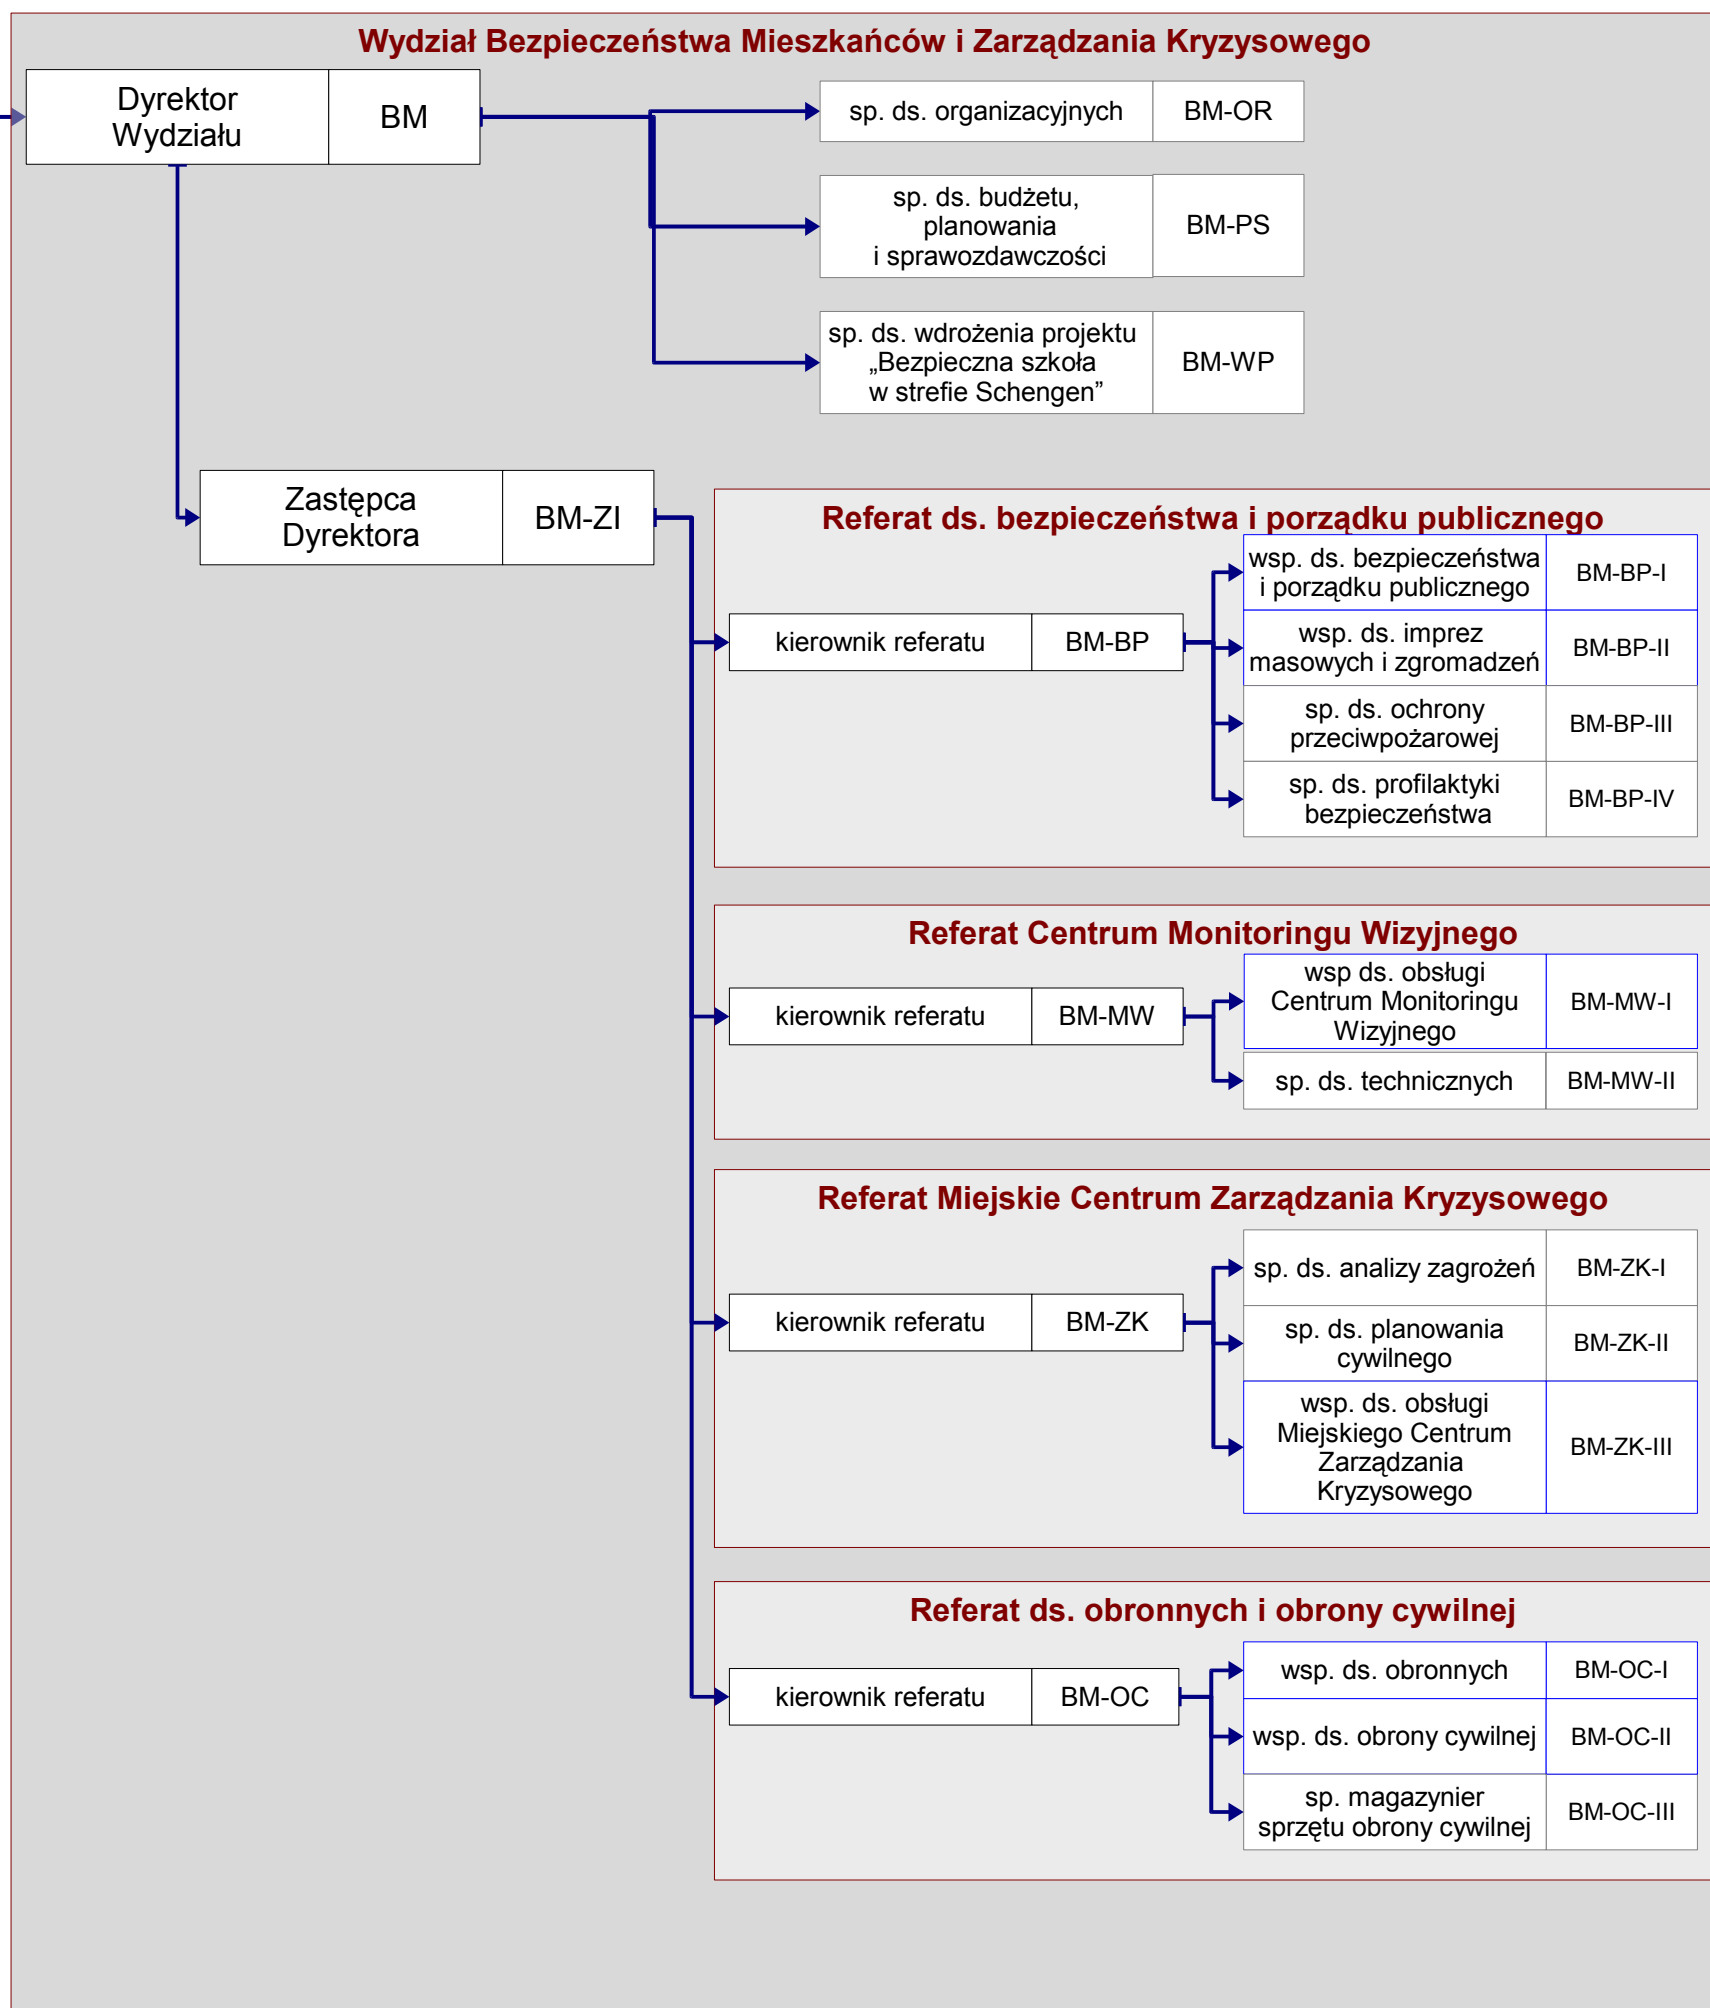 Wydział Bezpieczeństwa Mieszkańców i Zarządzania Kryzysowego
Dyrektor
Wydziału
BM
sp. ds. organizacyjnych
BM-OR
sp. ds. budżetu,
planowania
i sprawozdawczości
BM-PS
sp. ds. wdrożenia projektu
„Bezpieczna szkoła
w strefie Schengen”
BM-WP
Zastępca
Dyrektora
BM-ZI
Referat ds. bezpieczeństwa i porządku publicznego
kierownik referatu
BM-BP
wsp. ds. bezpieczeństwa
i porządku publicznego
BM-BP-I
wsp. ds. imprez
masowych i zgromadzeń
BM-BP-II
sp. ds. ochrony
przeciwpożarowej
BM-BP-III
sp. ds. profilaktyki
bezpieczeństwa
BM-BP-IV
Referat Centrum Monitoringu Wizyjnego
kierownik referatu
BM-MW
wsp ds. obsługi
Centrum Monitoringu
Wizyjnego
BM-MW-I
sp. ds. technicznych
BM-MW-II
Referat Miejskie Centrum Zarządzania Kryzysowego
kierownik referatu
BM-ZK
sp. ds. analizy zagrożeń
BM-ZK-I
sp. ds. planowania
cywilnego
BM-ZK-II
wsp. ds. obsługi
Miejskiego Centrum
Zarządzania
Kryzysowego
BM-ZK-III
Referat ds. obronnych i obrony cywilnej
kierownik referatu
BM-OC
wsp. ds. obronnych
BM-OC-I
wsp. ds. obrony cywilnej
BM-OC-II
sp. magazynier
sprzętu obrony cywilnej
BM-OC-III